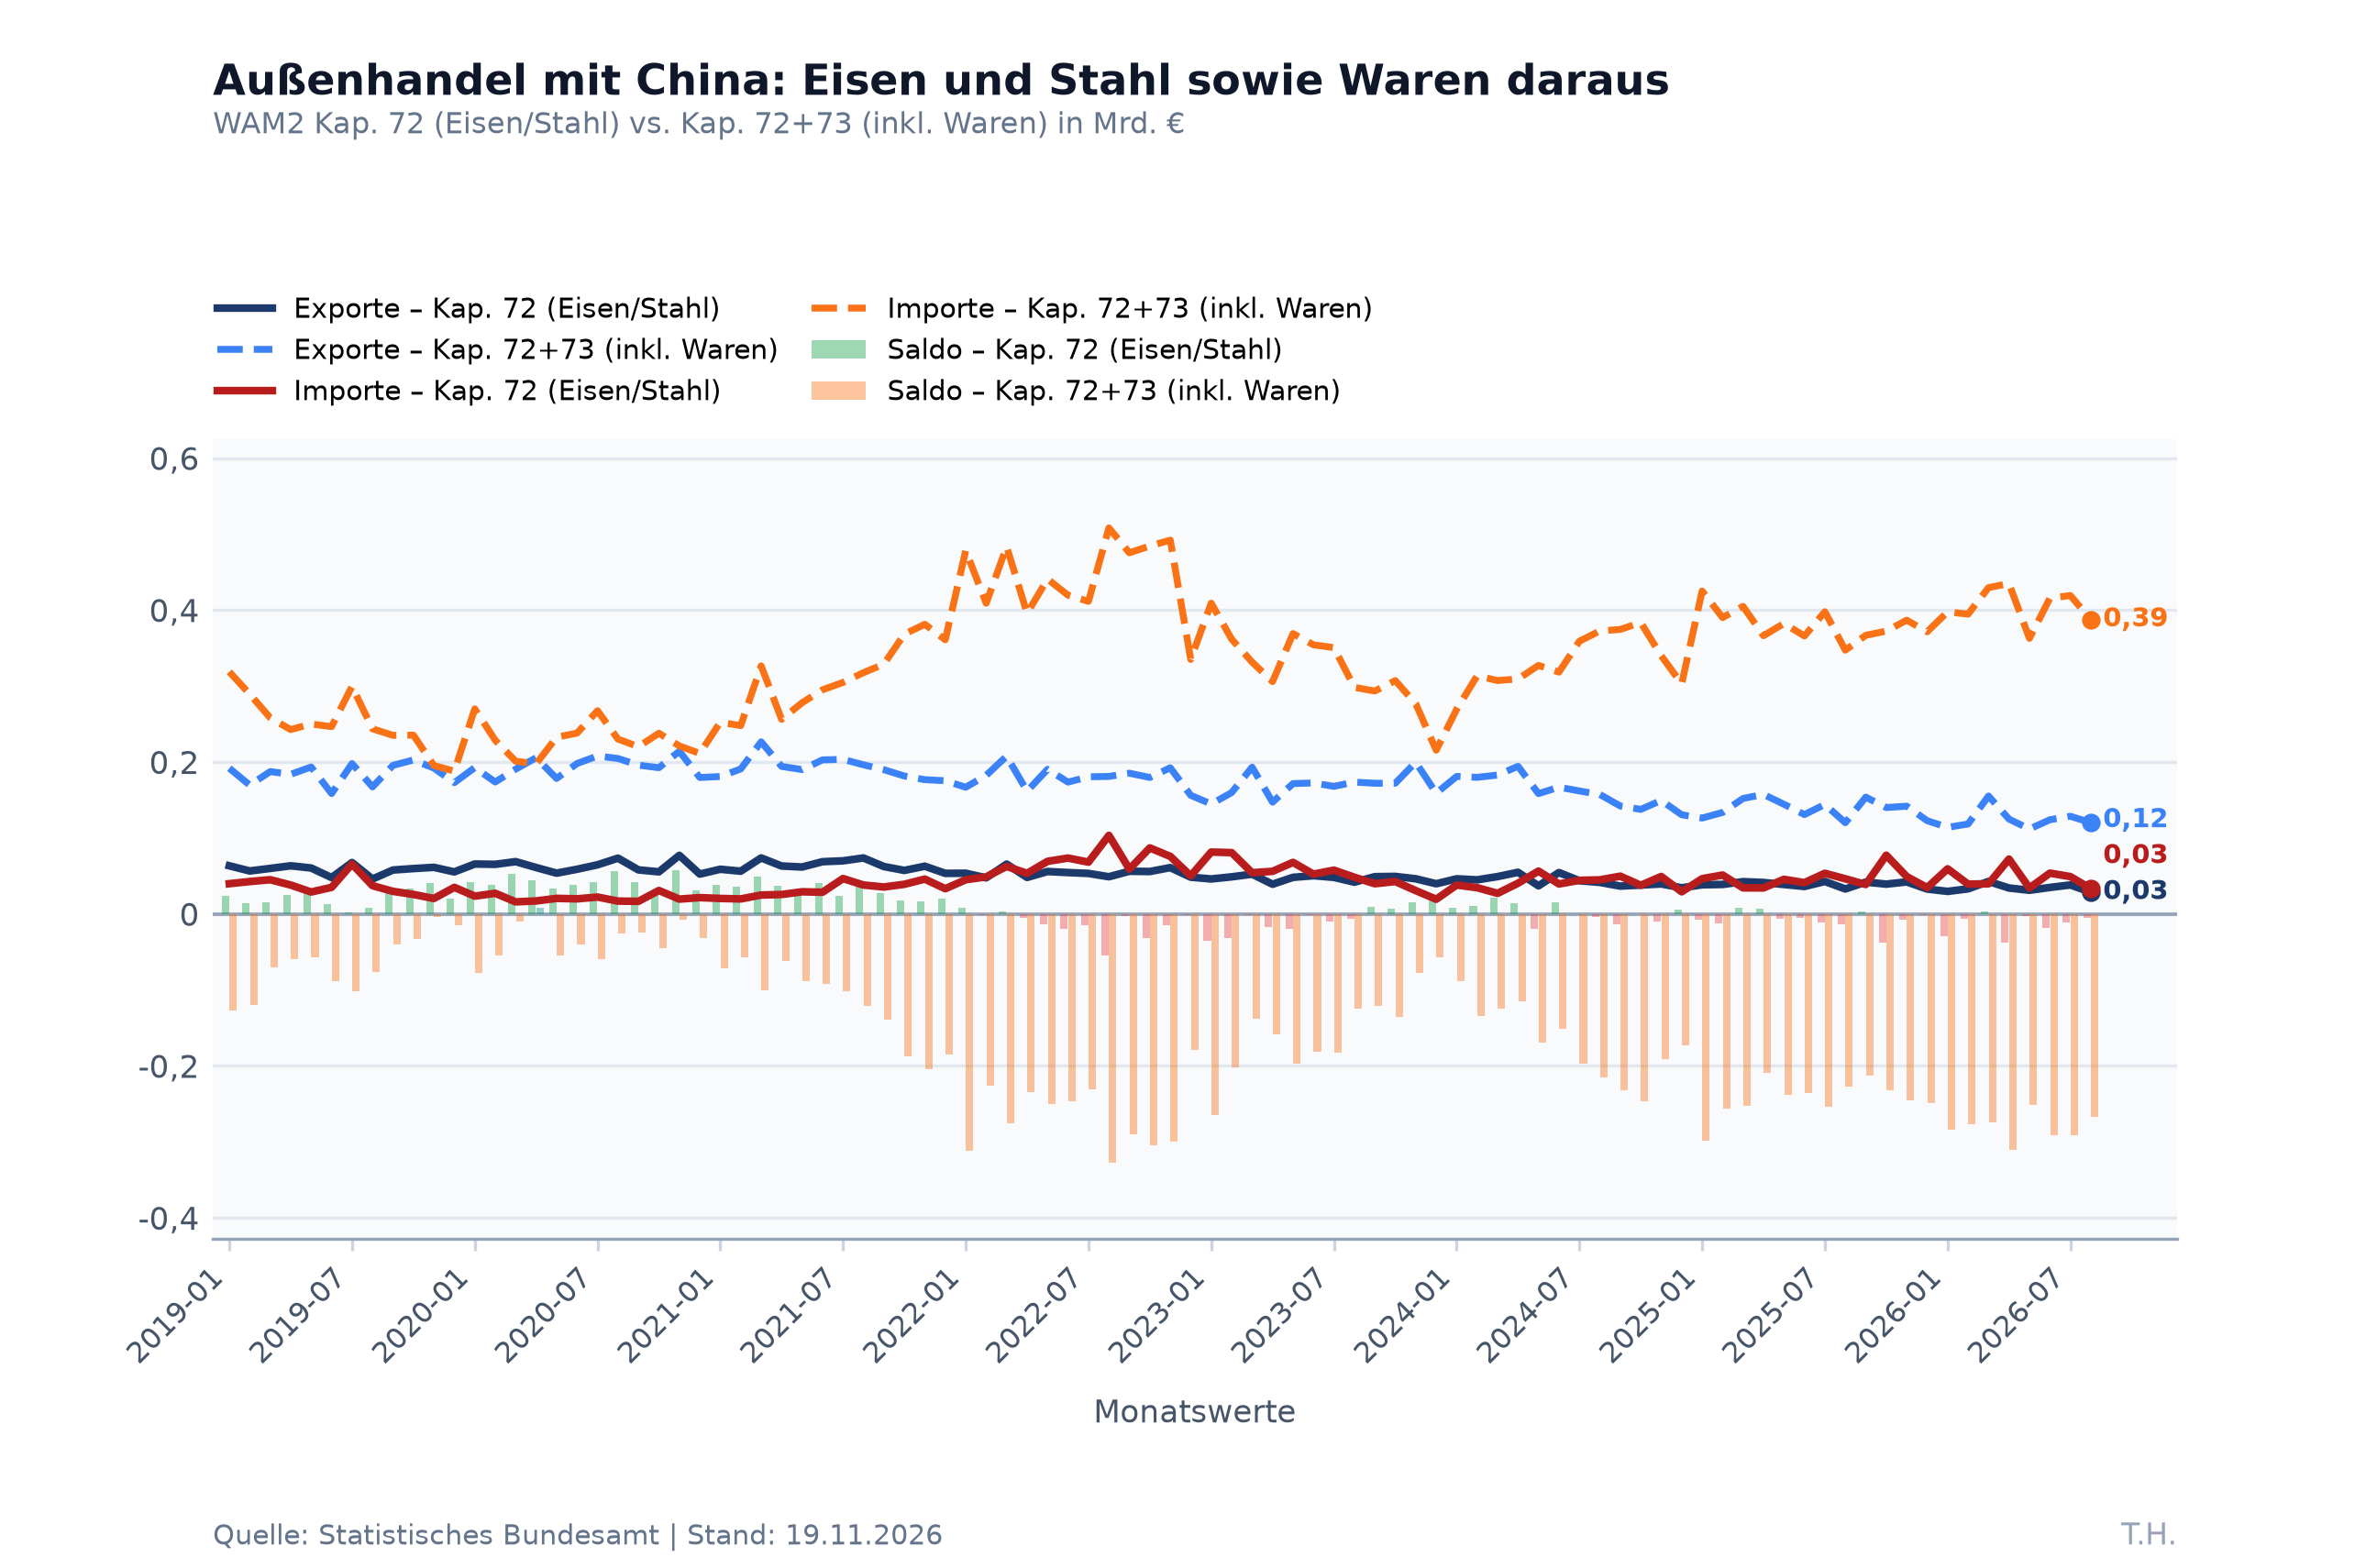 Außenhandel mit China: Eisen und Stahl sowie Waren daraus
WAM2 Kap. 72 (Eisen/Stahl) vs. Kap. 72+73 (inkl. Waren) in Mrd. €
Exporte – Kap. 72 (Eisen/Stahl)
Exporte – Kap. 72+73 (inkl. Waren)
Importe – Kap. 72 (Eisen/Stahl)
Importe – Kap. 72+73 (inkl. Waren)
Saldo – Kap. 72 (Eisen/Stahl)
Saldo – Kap. 72+73 (inkl. Waren)
0,6
0,4
0,2
0
-0,2
-0,4
0,39
0,12
0,03
0,03
2019-01
2019-07
2020-01
2020-07
2021-01
2021-07
2022-01
2022-07
2023-01
2023-07
2024-01
2024-07
2025-01
2025-07
2026-01
2026-07
Monatswerte
Quelle: Statistisches Bundesamt | Stand: 19.11.2026
T.H.